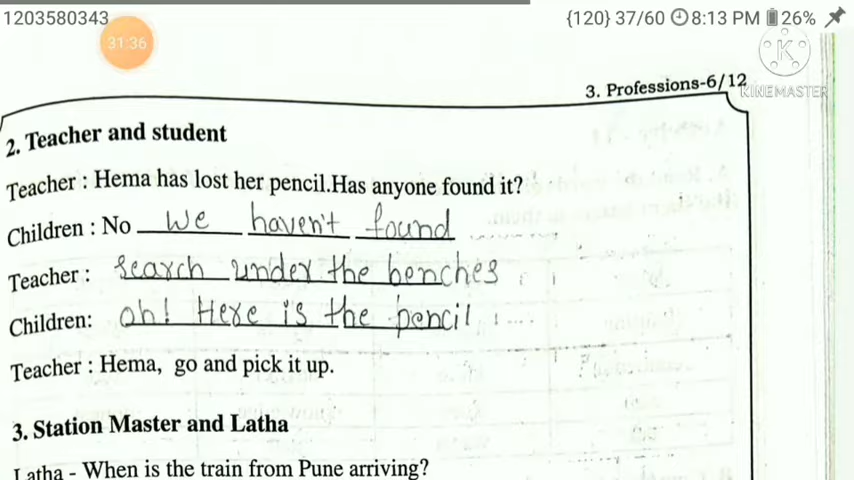 1203580343 {120} 37/60 8:13 PM 26%
31:36
K
KINEMASTER
3. Professions-6/12
2. Teacher and student
Teacher : Hema has lost her pencil.Has anyone found it?
Children : No we haven't found
Teacher : search under the benches
Children: oh! Here is the pencil
Teacher : Hema, go and pick it up.
3. Station Master and Latha
Latha - When is the train from Pune arriving?